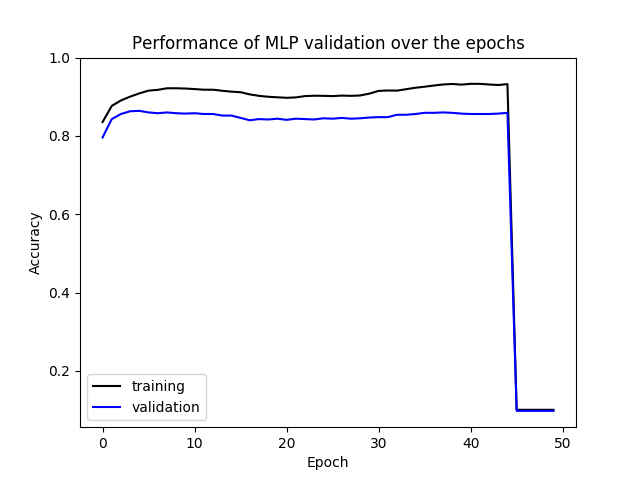 Performance of MLP validation over the epochs
Accuracy
1.0
0.8
0.6
0.4
0.2
training
validation
0 10 20 30 40 50
Epoch